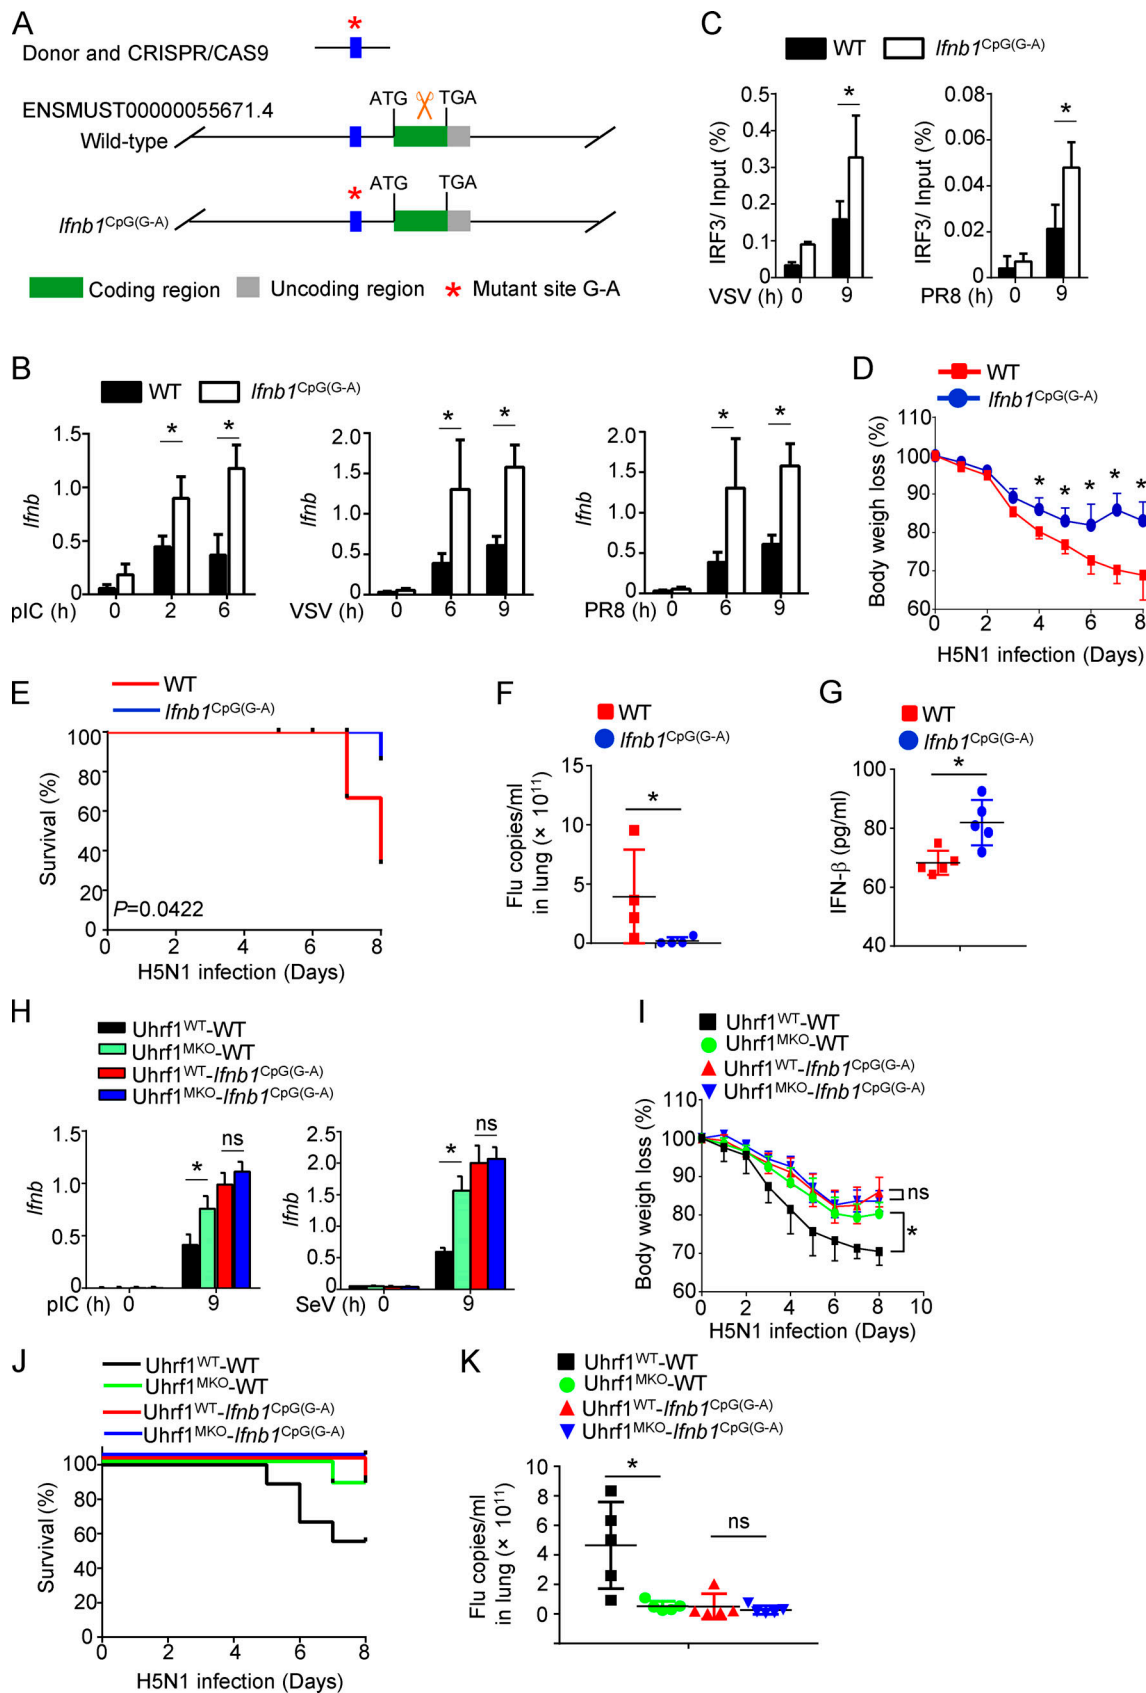 A
Donor and CRISPR/CAS9
*
ENSMUST00000055671.4
Wild-type
ATG
TGA
Ifnb1CpG(G-A)
*
ATG
TGA
Coding region
Uncoding region
* Mutant site G-A
C
WT
Ifnb1CpG(G-A)
IRF3/ Input (%)
0.5
0.4
0.3
0.2
0.1
0
*
VSV (h) 0 9
IRF3/ Input (%)
0.08
0.06
0.04
0.02
0
*
PR8 (h) 0 9
B
WT
Ifnb1CpG(G-A)
Ifnb
1.5
1.0
0.5
0
* *
pIC (h) 0 2 6
Ifnb
2.0
1.5
1.0
0.5
0
* *
VSV (h) 0 6 9
Ifnb
2.0
1.5
1.0
0.5
0
* *
PR8 (h) 0 6 9
D
WT
Ifnb1CpG(G-A)
Body weigh loss (%)
110
100
90
80
70
60
* * * * *
0 2 4 6 8
H5N1 infection (Days)
E
WT
Ifnb1CpG(G-A)
Survival (%)
100
80
60
40
20
0
P=0.0422
0 2 4 6 8
H5N1 infection (Days)
F
WT
Ifnb1CpG(G-A)
Flu copies/ml
in lung (× 1011)
15
10
5
0
*
G
WT
Ifnb1CpG(G-A)
IFN-β (pg/ml)
100
80
60
40
*
H
Uhrf1WT-WT
Uhrf1MKO-WT
Uhrf1WT-Ifnb1CpG(G-A)
Uhrf1MKO-Ifnb1CpG(G-A)
Ifnb
1.5
1.0
0.5
0
* ns
pIC (h) 0 9
Ifnb
2.5
2.0
1.5
1.0
0.5
0
* ns
SeV (h) 0 9
I
Uhrf1WT-WT
Uhrf1MKO-WT
Uhrf1WT-Ifnb1CpG(G-A)
Uhrf1MKO-Ifnb1CpG(G-A)
Body weigh loss (%)
110
100
90
80
70
60
ns
*
0 2 4 6 8 10
H5N1 infection (Days)
J
Uhrf1WT-WT
Uhrf1MKO-WT
Uhrf1WT-Ifnb1CpG(G-A)
Uhrf1MKO-Ifnb1CpG(G-A)
Survival (%)
100
80
60
40
20
0
0 2 4 6 8
H5N1 infection (Days)
K
Uhrf1WT-WT
Uhrf1MKO-WT
Uhrf1WT-Ifnb1CpG(G-A)
Uhrf1MKO-Ifnb1CpG(G-A)
Flu copies/ml
in lung (× 1011)
10
8
6
4
2
0
*
ns